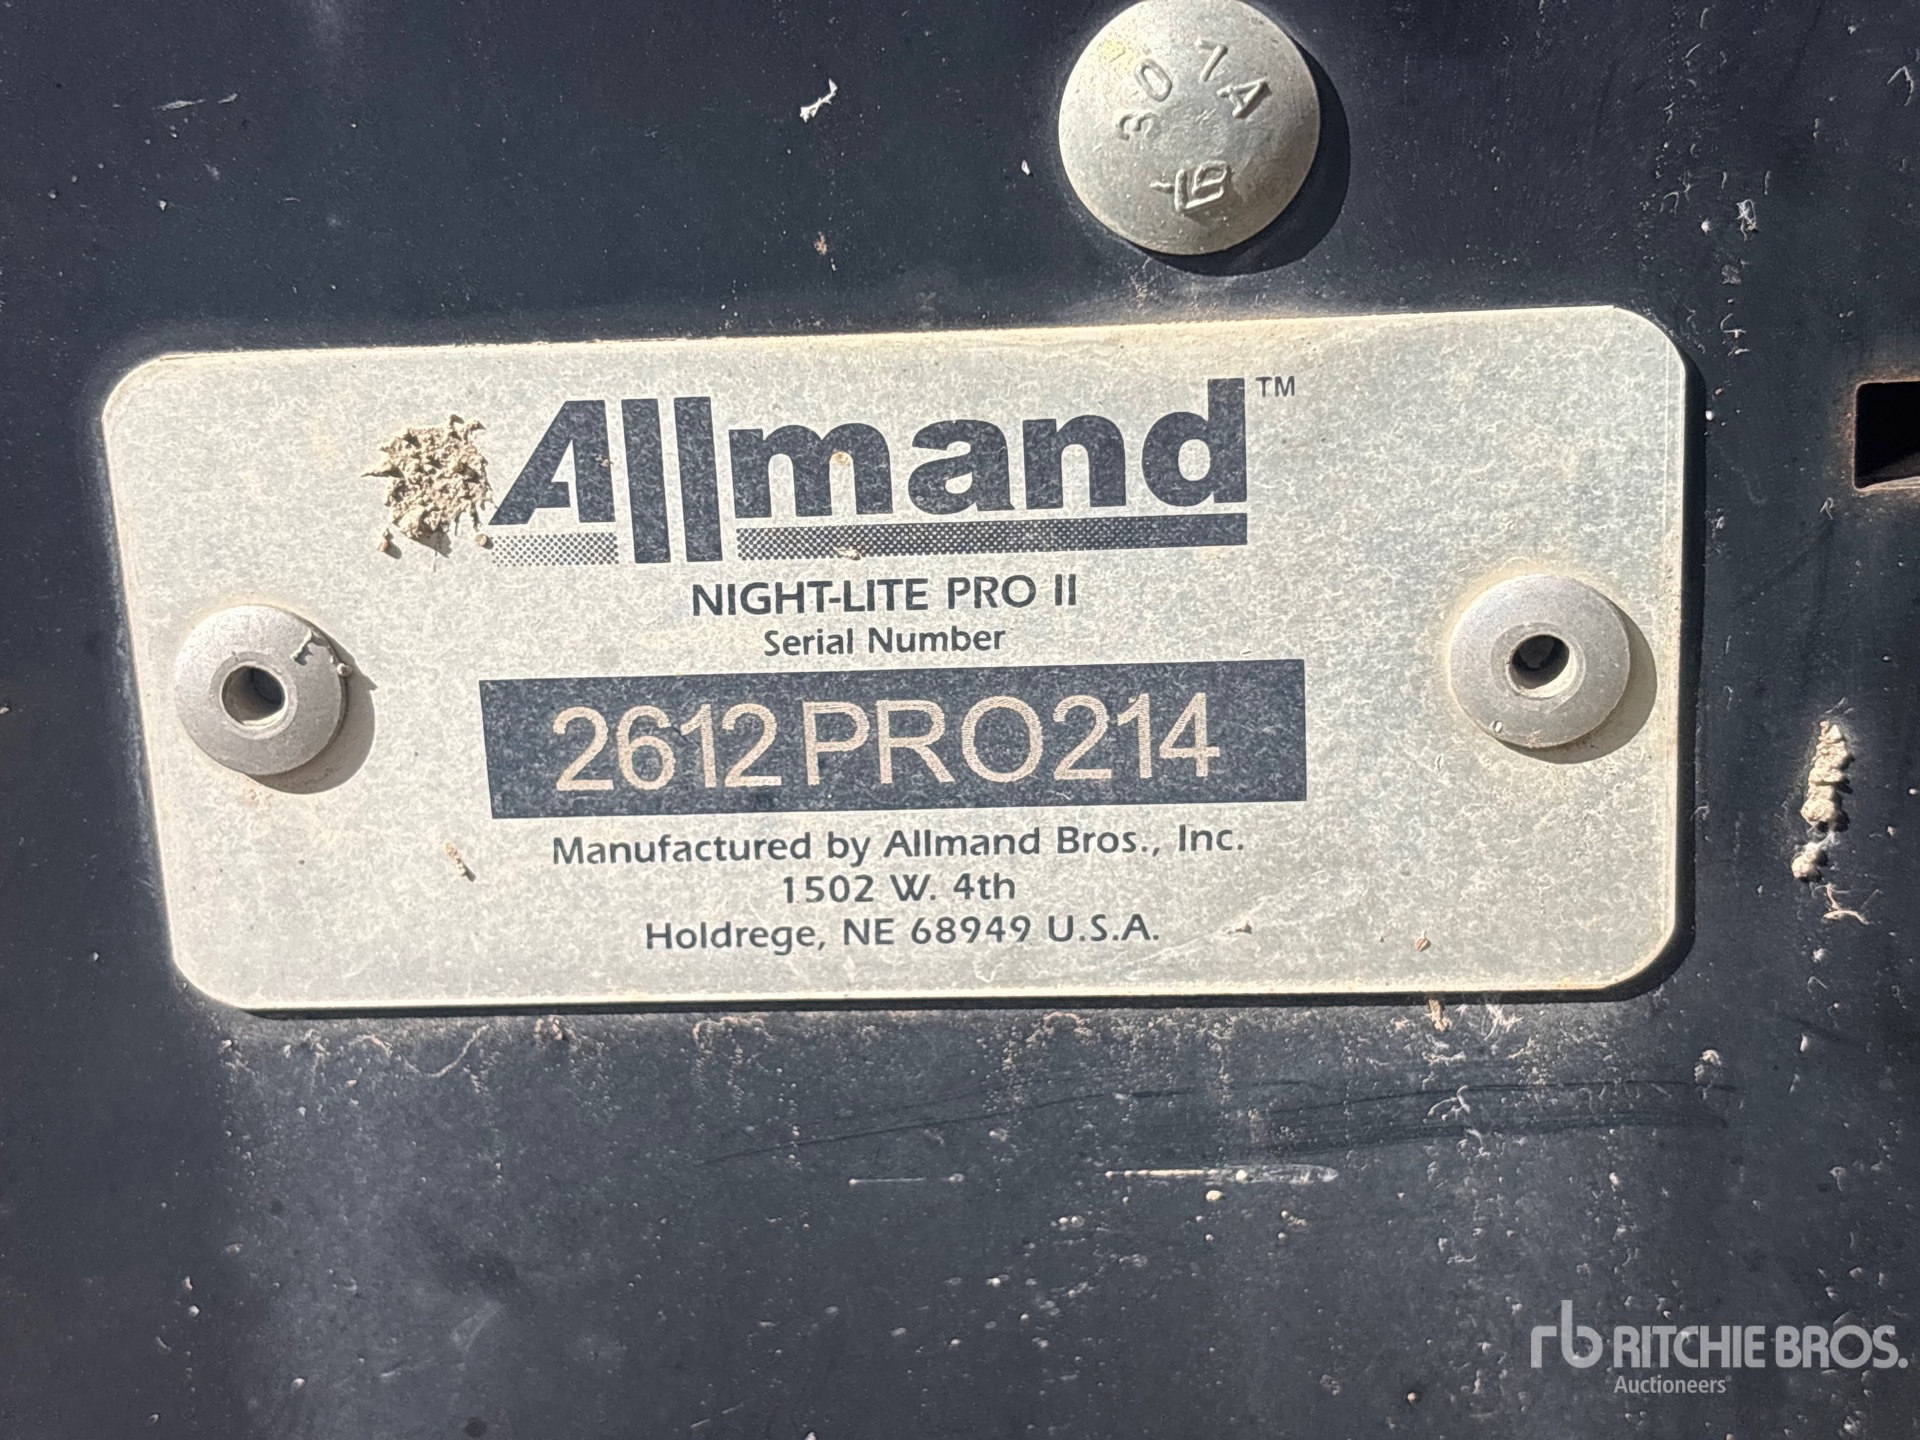 307A
Allmand™
NIGHT-LITE PRO II
Serial Number
2612PRO214
Manufactured by Allmand Bros., Inc.
1502 W. 4th
Holdrege, NE 68949 U.S.A.
rb RITCHIE BROS.
Auctioneers